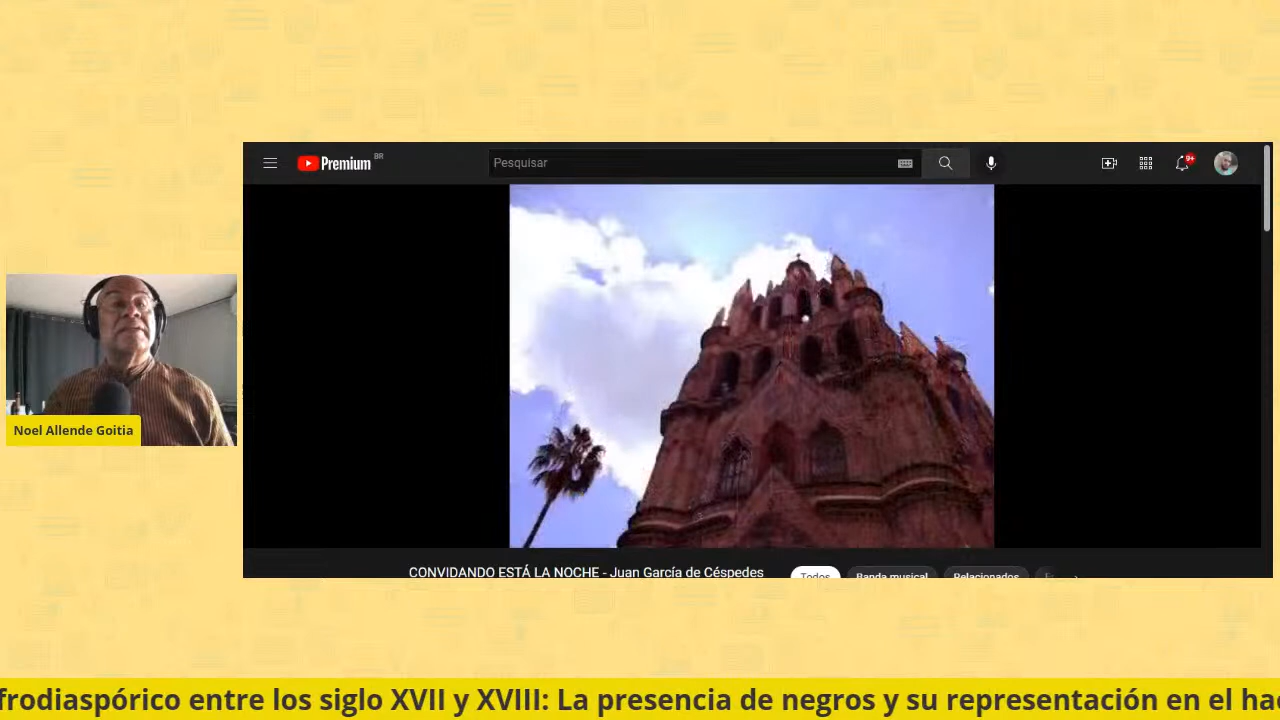 Premium BR
Pesquisar
9+
Noel Allende Goitia
CONVIDANDO ESTÁ LA NOCHE - Juan García de Céspedes
Todos
Banda musical
Relacionados
frodiaspórico entre los siglo XVII y XVIII: La presencia de negros y su representación en el hac